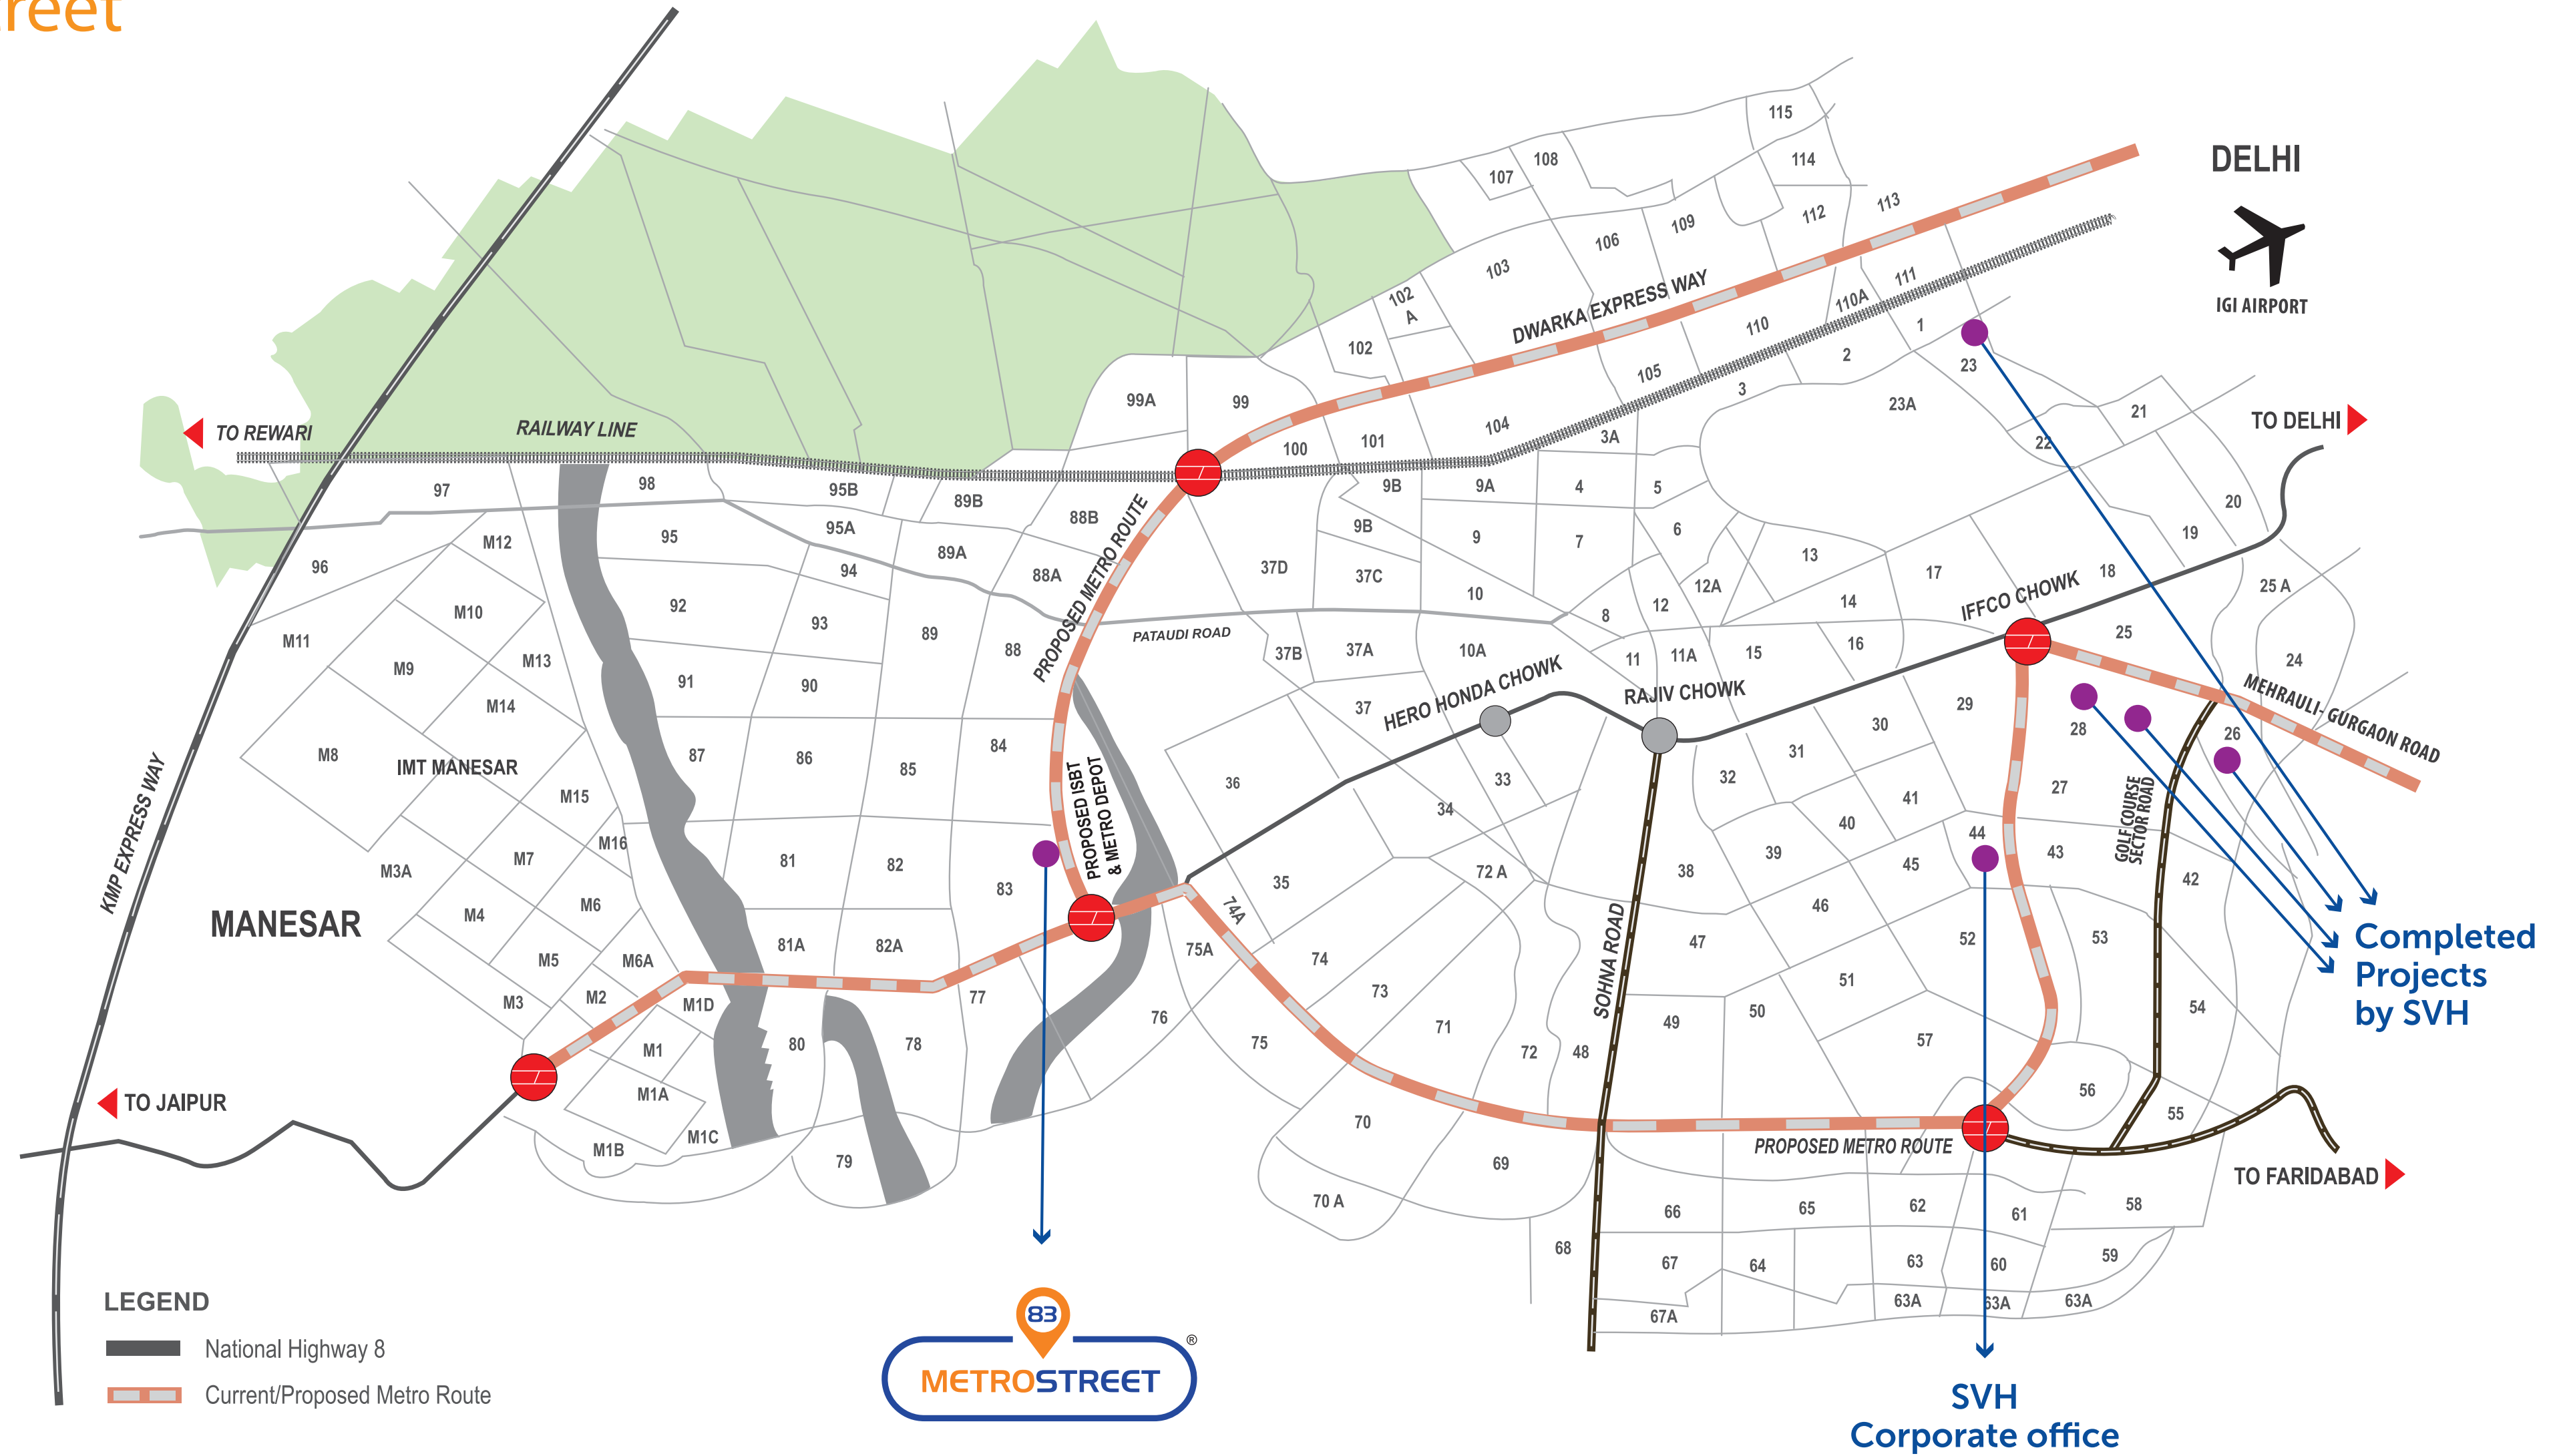 reet
115
108
114
107
DELHI
113
112
109
106
103
111
102
A
110A
IGI AIRPORT
DWARKA EXPRESS WAY
110
1
102
2
23
105
3
99A
99
23A
21
TO DELHI
TO REWARI
RAILWAY LINE
104
3A
101
100
22
97
98
95B
89B
88B
9B
9A
4
5
20
19
95
95A
89A
9B
9
7
6
13
M12
96
94
88A
37D
37C
10
12A
17
18
25 A
PROPOSED METRO ROUTE
IFFCO CHOWK
M10
92
93
89
8
12
14
PATAUDI ROAD
25
M11
M9
M13
88
37B
37A
10A
11
11A
15
16
24
91
90
HERO HONDA CHOWK
RAJIV CHOWK
MEHRAULI- GURGAON ROAD
M14
37
29
30
28
26
M8
IMT MANESAR
87
86
85
84
31
32
33
36
27
PROPOSED ISBT
& METRO DEPOT
GOLF COURSE
SECTOR ROAD
KMP EXPRESS WAY
M15
34
41
40
44
M16
M7
M3A
81
82
83
35
72 A
38
39
45
43
42
MANESAR
M4
M6
74A
46
81A
82A
75A
47
52
53
Completed
Projects
by SVH
M5
M6A
74
SOHNA ROAD
51
M3
M2
M1D
77
73
50
54
76
71
49
80
78
75
72
48
57
M1
M1A
56
55
TO JAIPUR
70
M1C
M1B
79
PROPOSED METRO ROUTE
69
TO FARIDABAD
70 A
66
65
62
61
58
68
67
64
63
60
59
63A
63A
63A
67A
LEGEND
National Highway 8
Current/Proposed Metro Route
83
METROSTREET
®
SVH
Corporate office